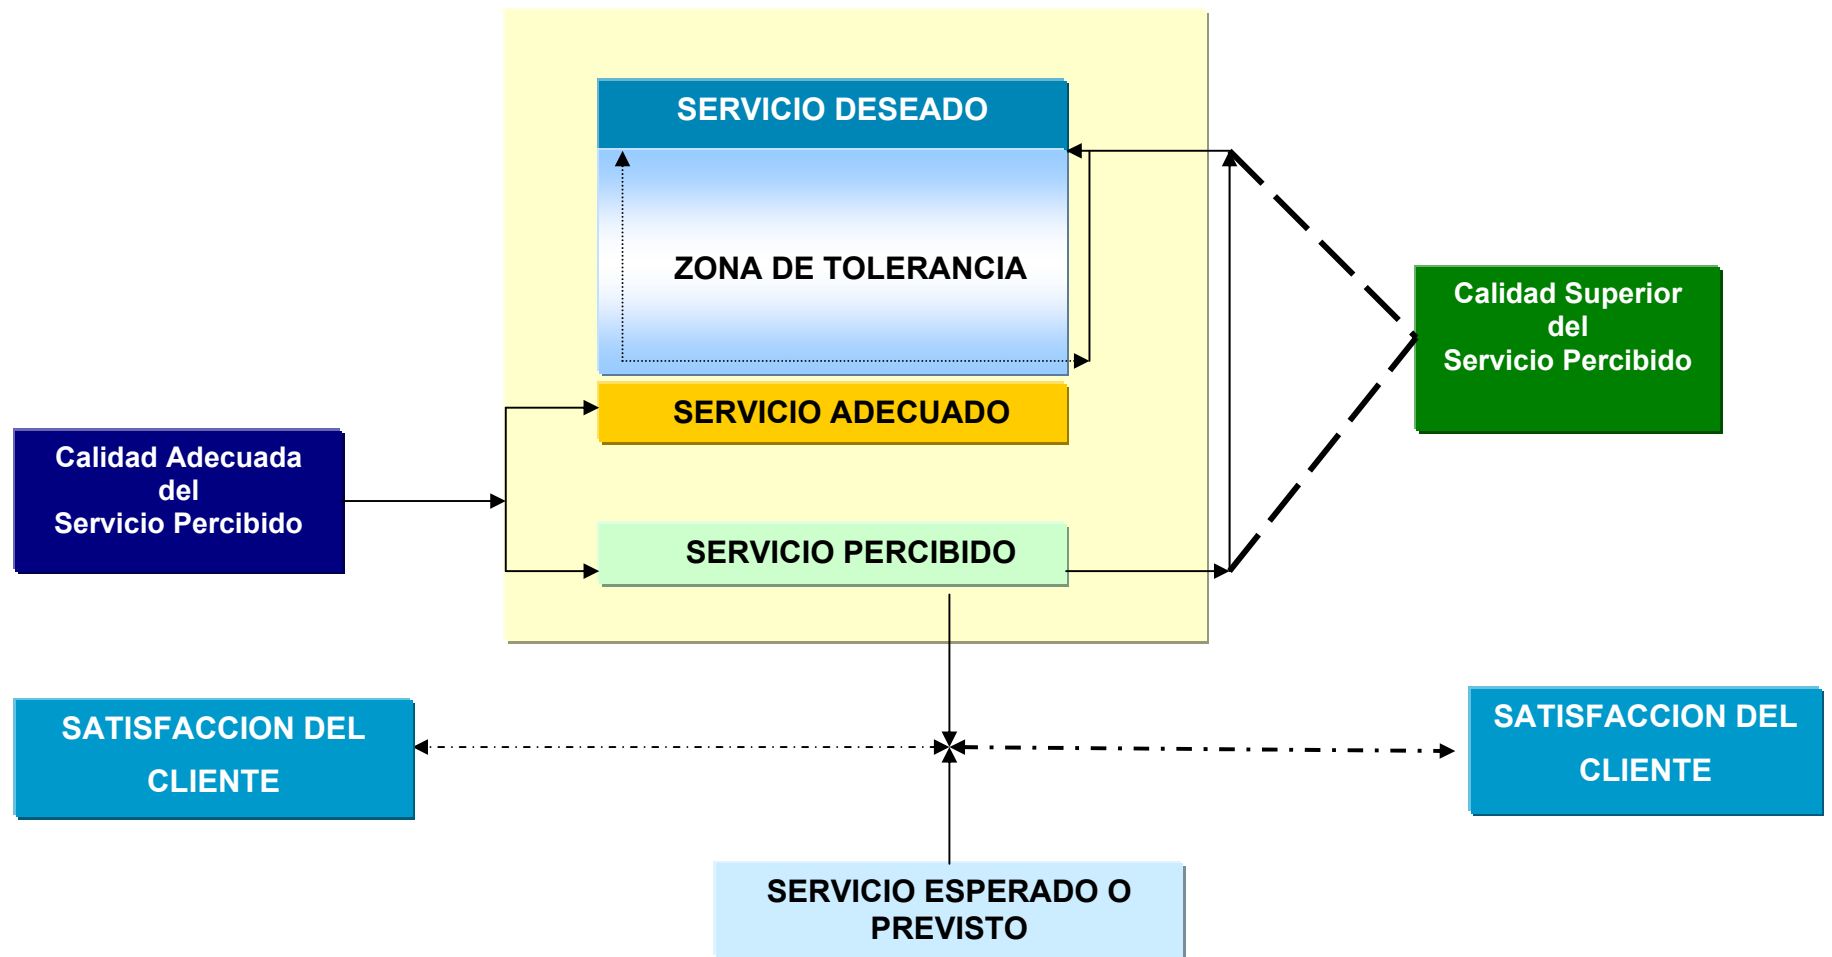 SERVICIO DESEADO
ZONA DE TOLERANCIA
SERVICIO ADECUADO
SERVICIO PERCIBIDO
Calidad Adecuada
del
Servicio Percibido
Calidad Superior
del
Servicio Percibido
SATISFACCION DEL
CLIENTE
SATISFACCION DEL
CLIENTE
SERVICIO ESPERADO O
PREVISTO